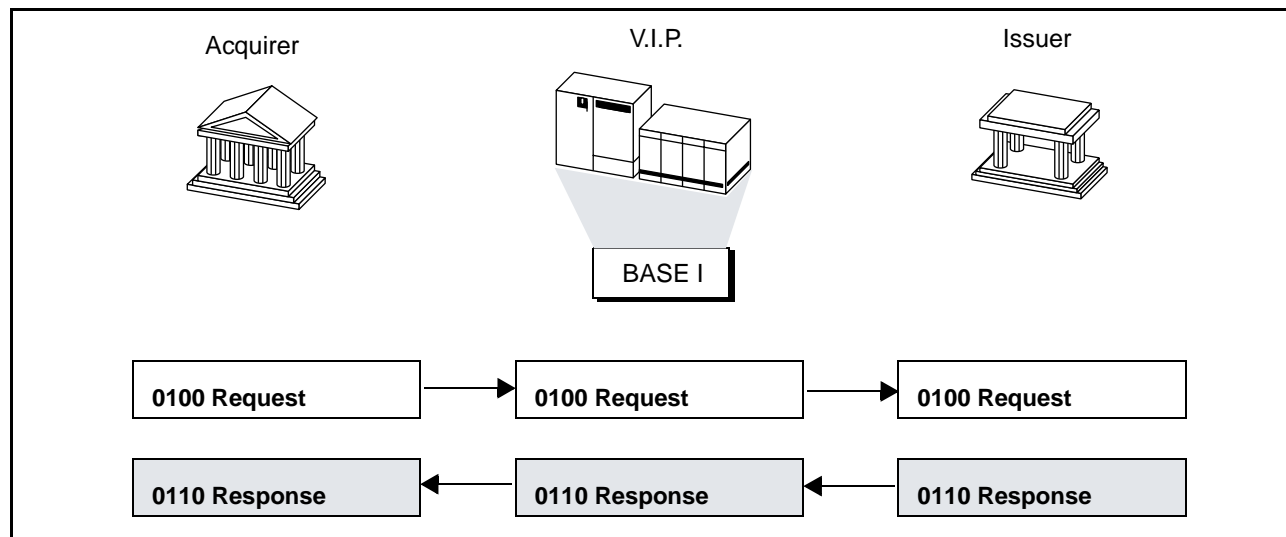 Acquirer
V.I.P.
Issuer
BASE I
0100 Request
0100 Request
0100 Request
0110 Response
0110 Response
0110 Response